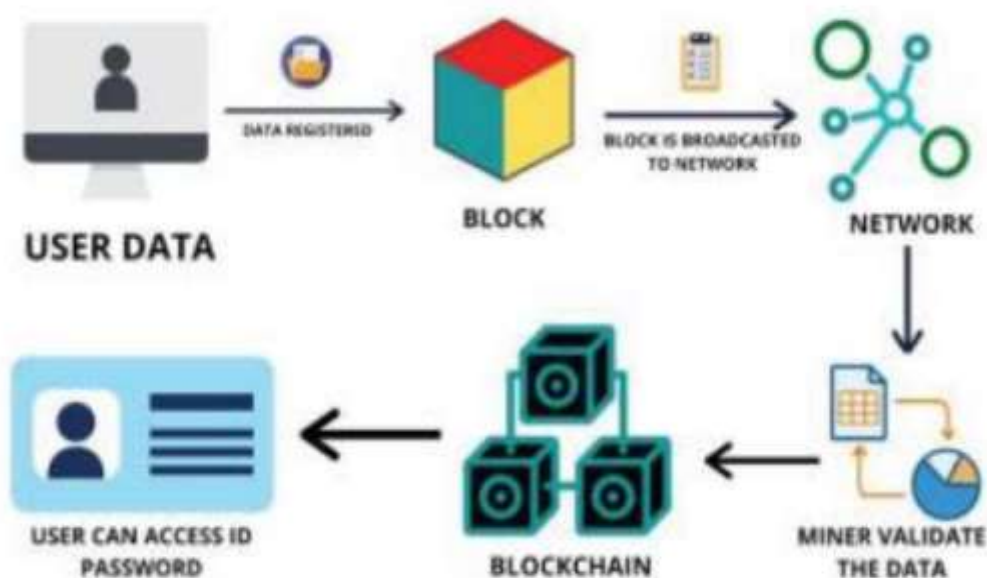 DATA REGISTERED
BLOCK IS BROADCASTED
TO NETWORK
USER DATA
BLOCK
NETWORK
USER CAN ACCESS ID
PASSWORD
BLOCKCHAIN
MINER VALIDATE
THE DATA